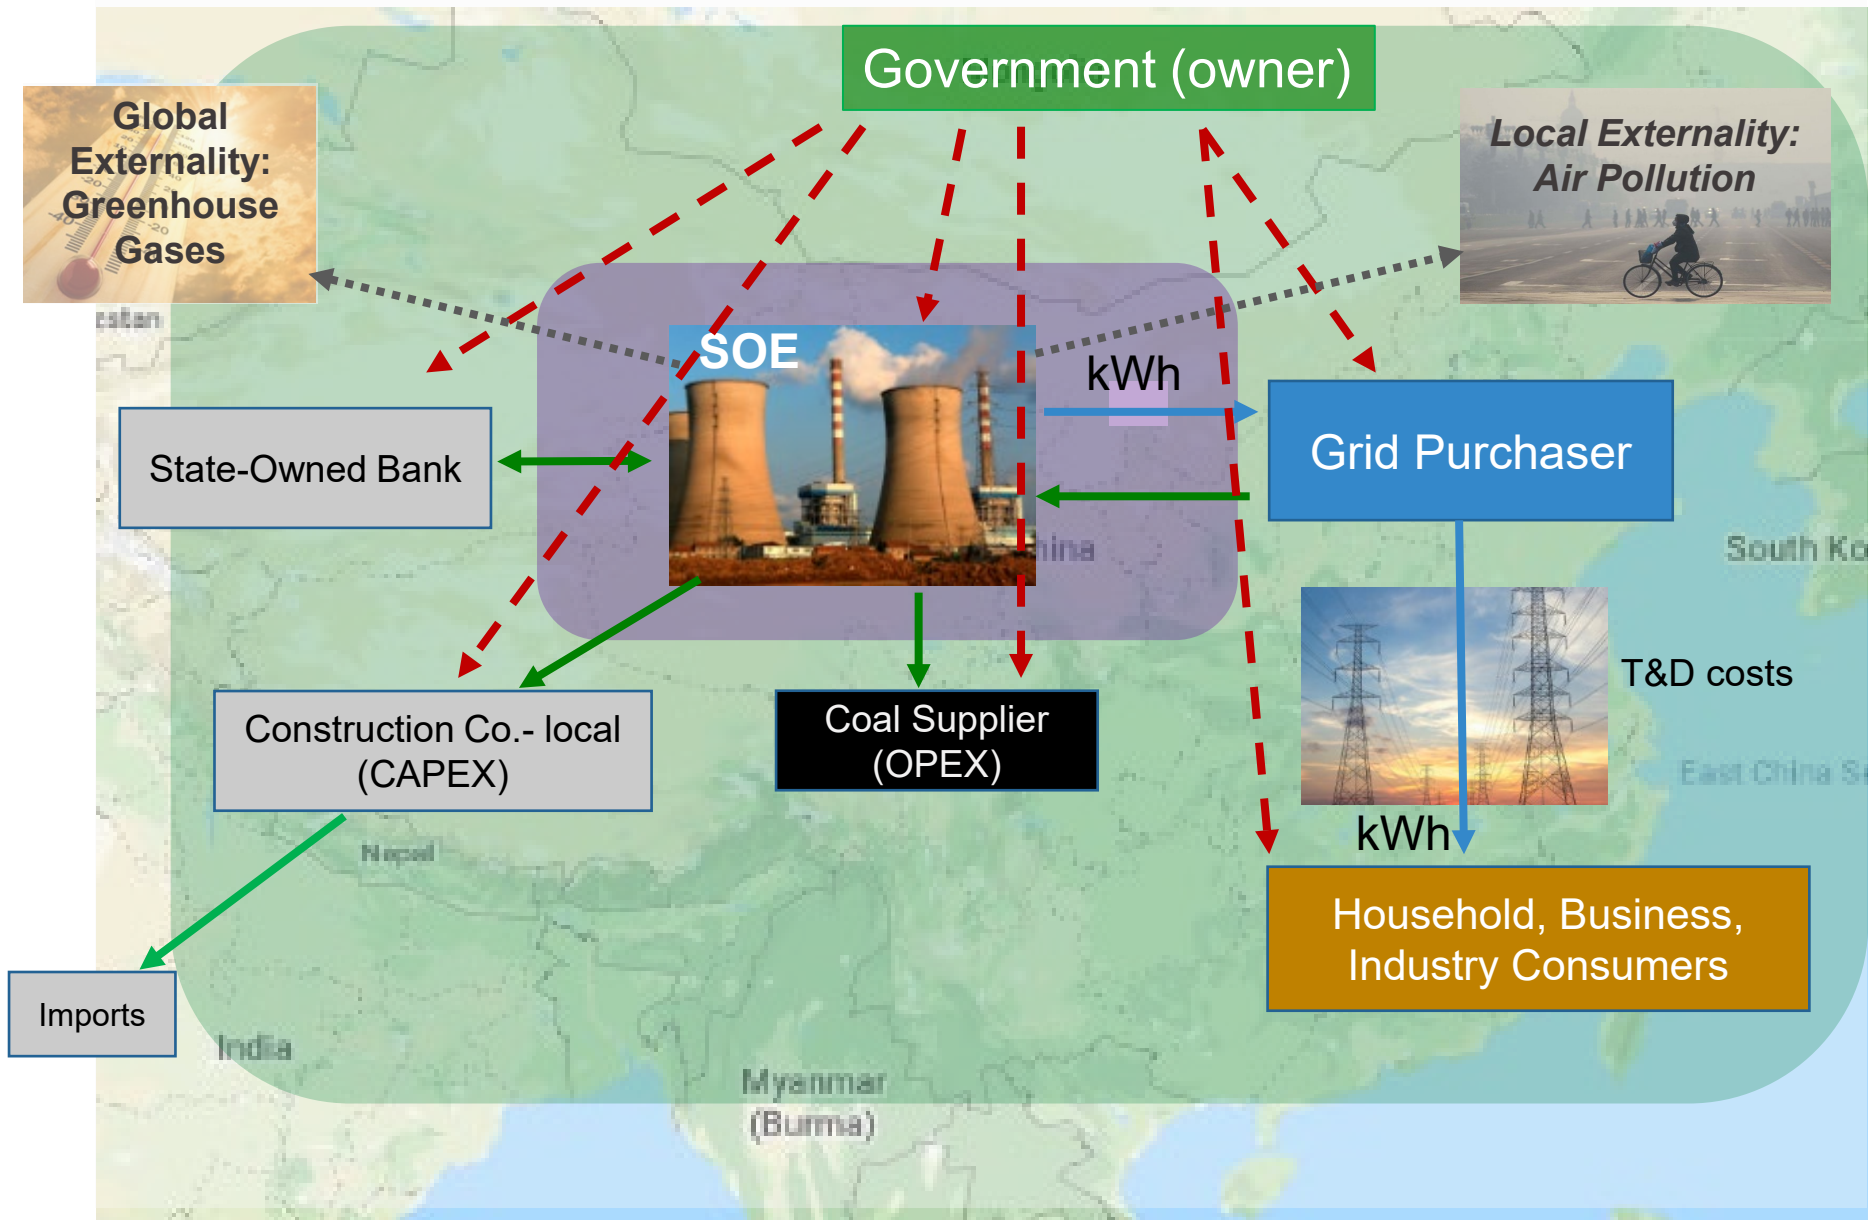 Government (owner)
Global
Externality:
Greenhouse
Gases
Local Externality:
Air Pollution
SOE
kWh
State-Owned Bank
Grid Purchaser
South Ko
T&D costs
Construction Co.- local
(CAPEX)
Coal Supplier
(OPEX)
East China Se
kWh
Nepal
Household, Business,
Industry Consumers
Imports
India
Myanmar
(Burma)